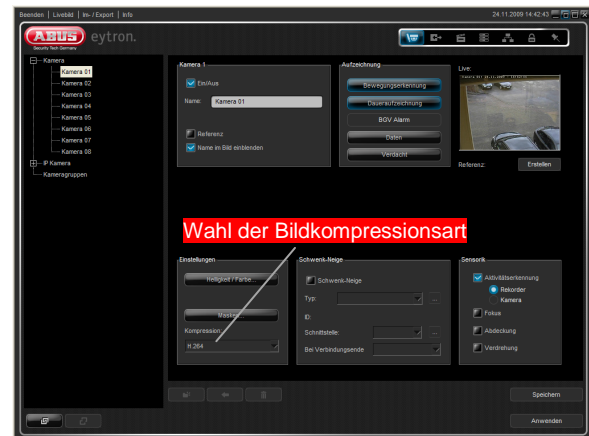 Beenden | Livebild | Im- / Export | Info
24.11.2009 14:42:43
ABUS
Security Tech Germany
eytron.
Kamera
Kamera 01
Kamera 02
Kamera 03
Kamera 04
Kamera 05
Kamera 06
Kamera 07
Kamera 08
IP Kamera
Kameragruppen
Kamera 1
Ein/Aus
Name:
Kamera 01
Referenz
Name im Bild einblenden
Aufzeichnung
Bewegungserkennung
Daueraufzeichnung
BGV Alarm
Daten
Verdacht
Live:
Referenz:
Erstellen
Wahl der Bildkompressionsart
Einstellungen
Helligkeit / Farbe...
Masken...
Kompression:
H.264
Schwenk-Neige
Schwenk-Neige
Typ:
...
ID:
Schnittstelle:
...
Bei Verbindungsende
Sensorik
Aktivitätserkennung
Rekorder
Kamera
Fokus
Abdeckung
Verdrehung
Speichern
Anwenden